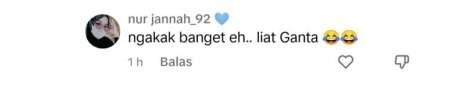 nur jannah_92 🩵
ngakak banget eh.. liat Ganta 😂😂
1 h Balas